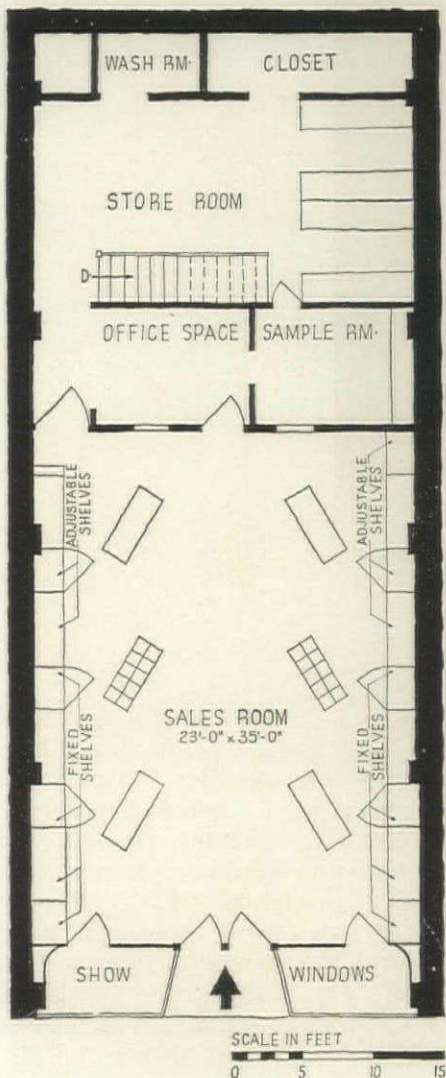 WASH RM.
CLOSET
STORE ROOM
D
OFFICE SPACE
SAMPLE RM.
ADJUSTABLE
SHELVES
ADJUSTABLE
SHELVES
SALES ROOM
23'-0" x 35'-0"
FIXED
SHELVES
FIXED
SHELVES
SHOW
WINDOWS
SCALE IN FEET
0 5 10 15